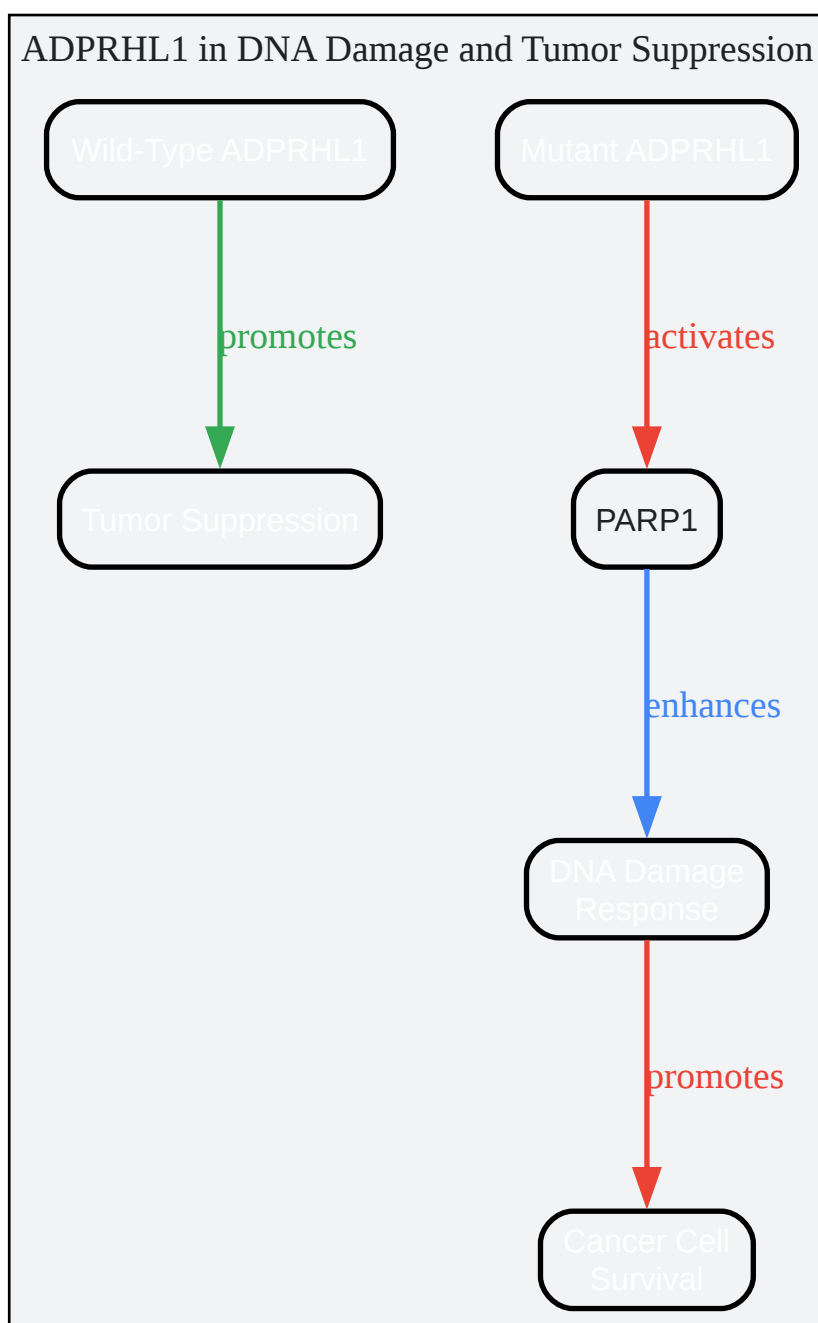 ADPRHL1 in DNA Damage and Tumor Suppression
Wild-Type ADPRHL1
Mutant ADPRHL1
promotes
activates
Tumor Suppression
PARP1
enhances
DNA Damage
Response
promotes
Cancer Cell
Survival